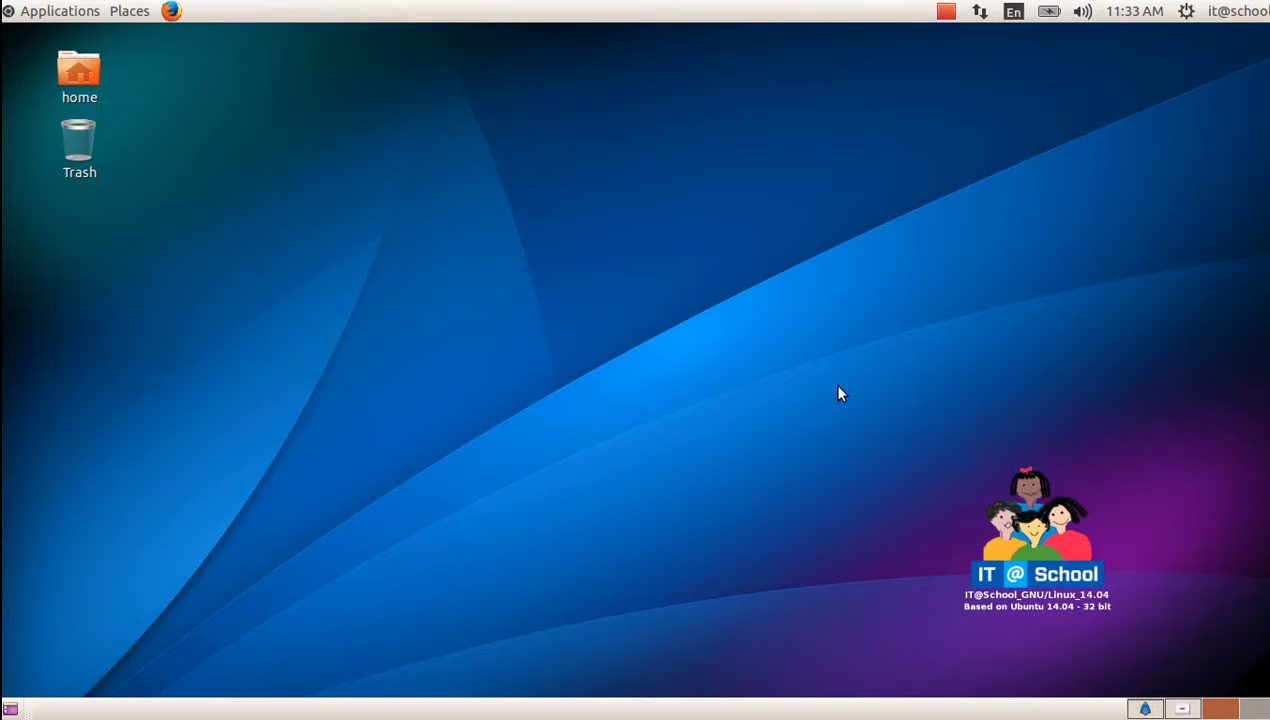 Applications Places En 11:33 AM it@school
home
Trash
IT @ School
IT@School_GNU/Linux_14.04
Based on Ubuntu 14.04 - 32 bit